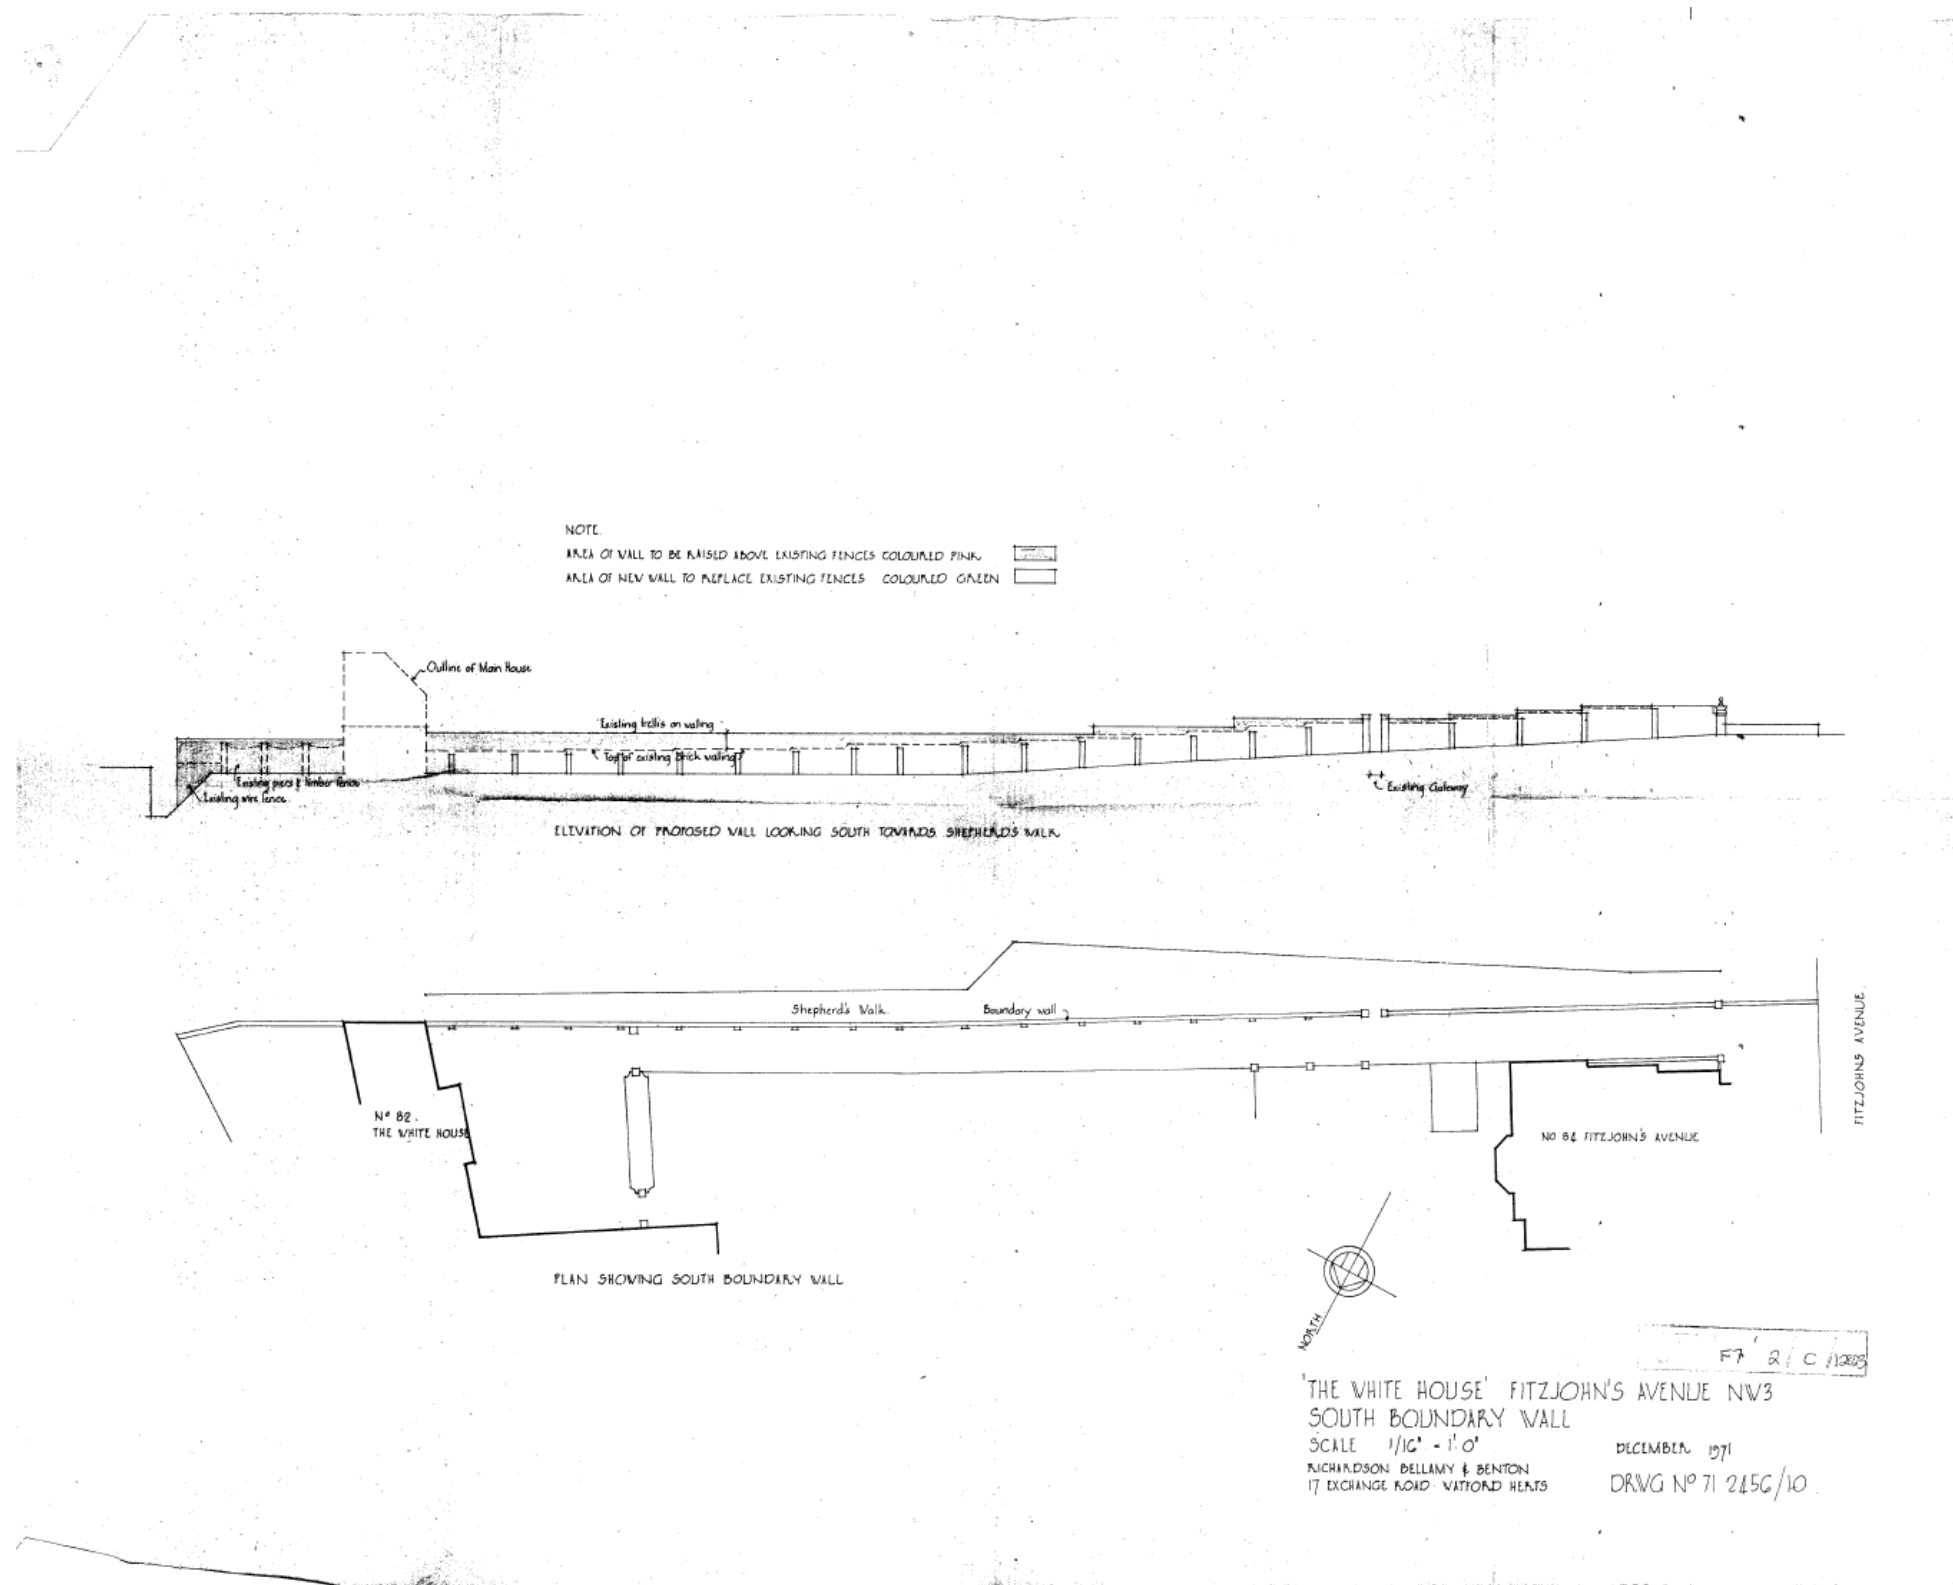 NOTE.
AREA OF WALL TO BE RAISED ABOVE EXISTING FENCES COLOURED PINK
AREA OF NEW WALL TO REPLACE EXISTING FENCES COLOURED GREEN
Outline of Main House
Existing trellis on walling
Top of existing brick walling
Existing piers & timber fence
Existing wire fence
Existing Gateway
ELEVATION OF PROPOSED WALL LOOKING SOUTH TOWARDS SHEPHERD'S WALK
Shepherd's Walk
Boundary wall
FITZJOHNS AVENUE
Nº 82.
THE WHITE HOUSE
NO 84 FITZJOHN'S AVENUE
PLAN SHOWING SOUTH BOUNDARY WALL
NORTH
F7 2/ C /
'THE WHITE HOUSE' FITZJOHN'S AVENUE NW3
SOUTH BOUNDARY WALL
SCALE 1/16" = 1'.0"
DECEMBER 1971
RICHARDSON BELLAMY & BENTON
17 EXCHANGE ROAD · WATFORD HERTS
DRWG Nº 71 2456/10